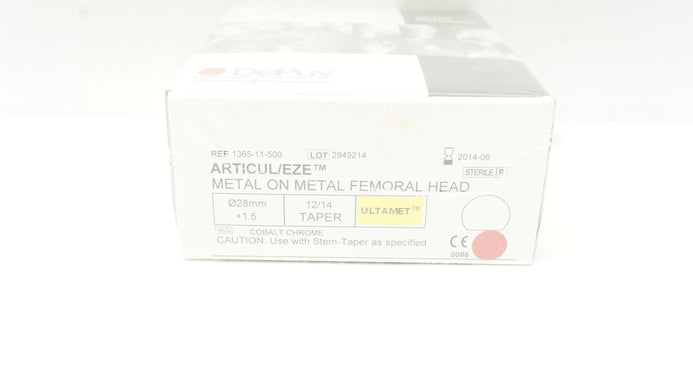 DePuy
REF 1365-11-500 LOT 2949214 2014-06
ARTICUL/EZE™ STERILE R
METAL ON METAL FEMORAL HEAD
Ø28mm 12/14 ULTAMET™
+1.5 TAPER
COBALT CHROME
CAUTION: Use with Stem-Taper as specified
CE
0086